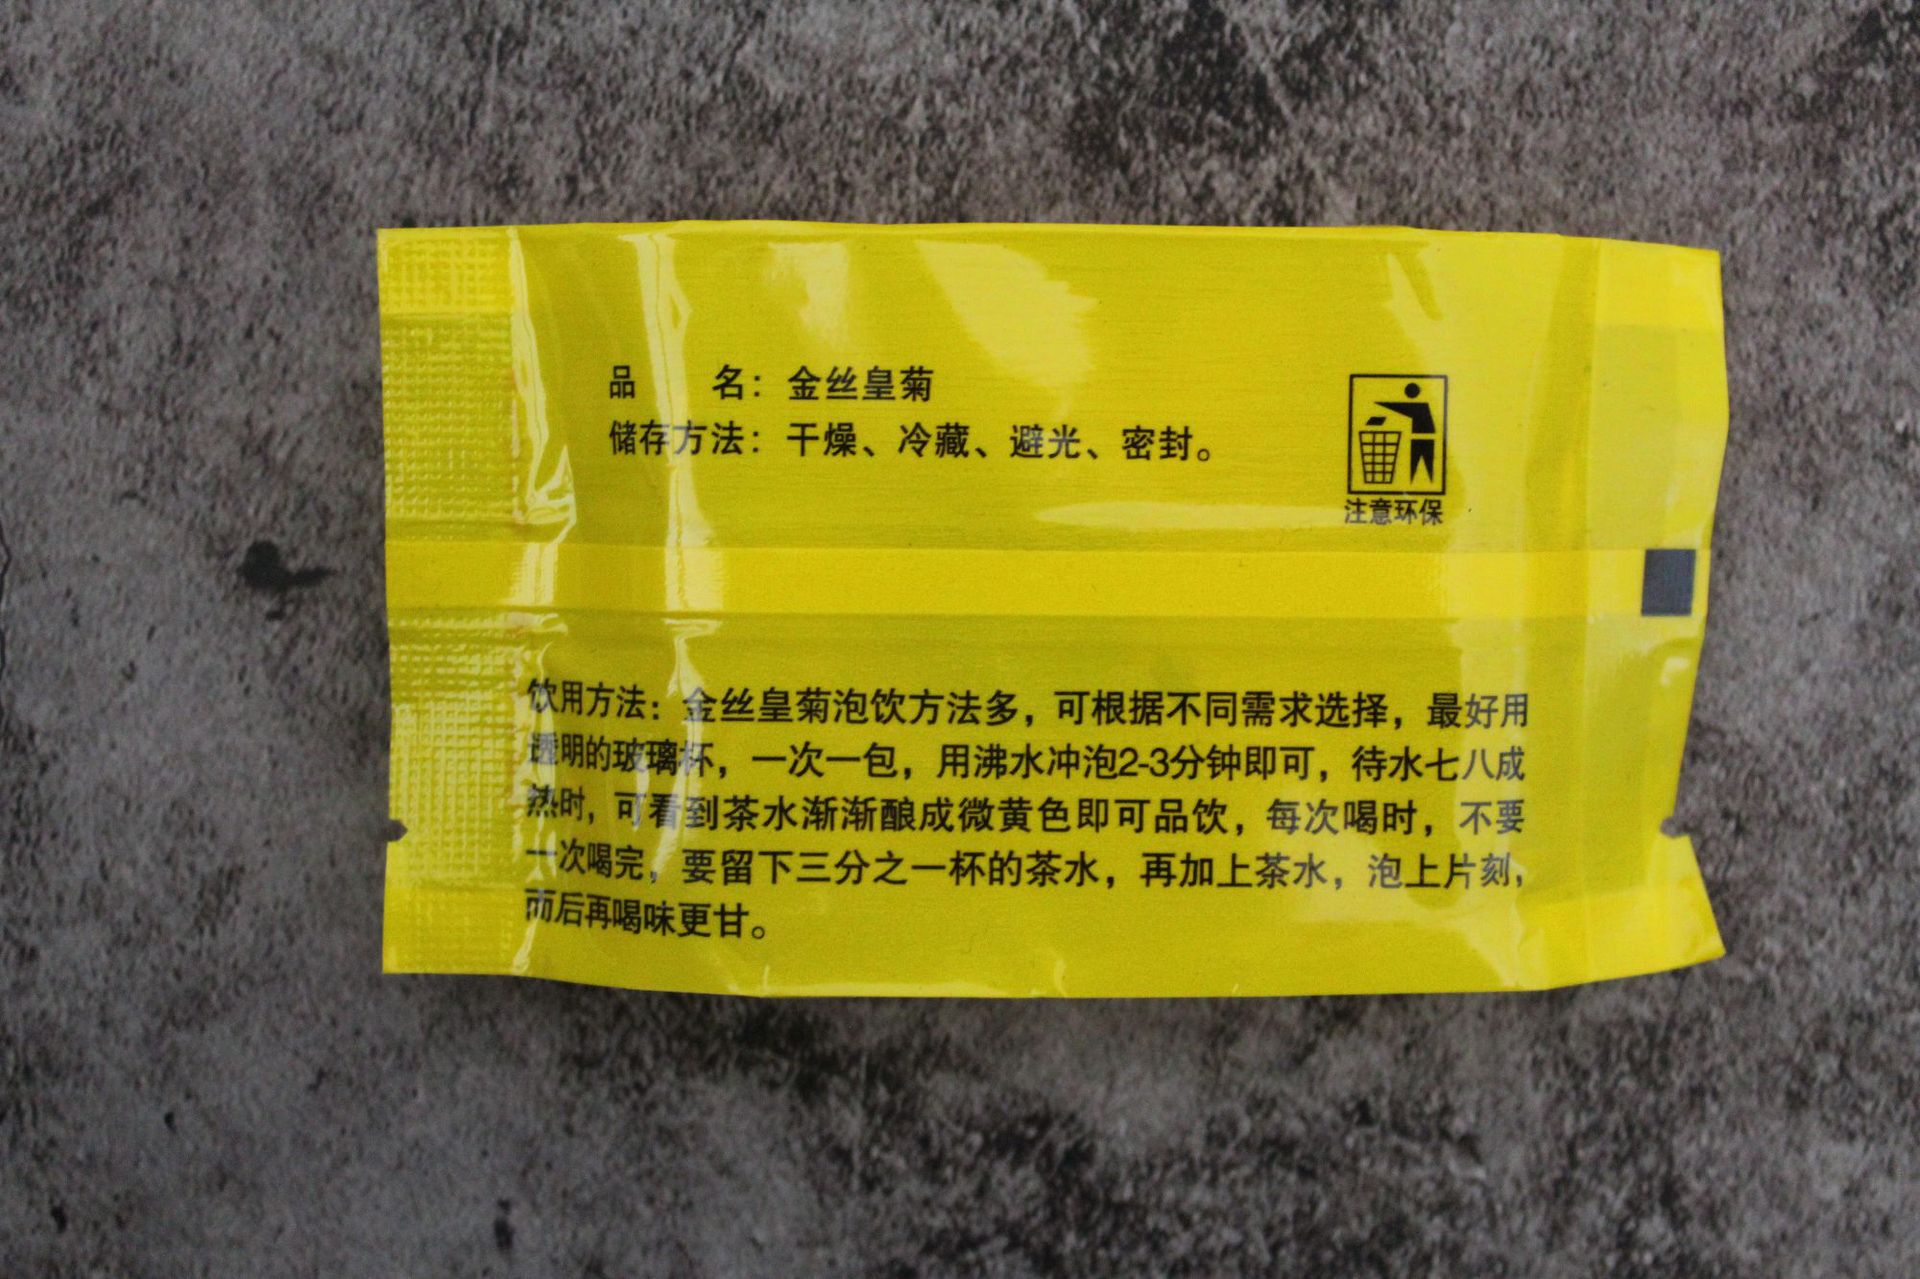 品 名：金丝皇菊
储存方法：干燥、冷藏、避光、密封。
注意环保
饮用方法：金丝皇菊泡饮方法多，可根据不同需求选择，最好用
透明的玻璃杯，一次一包，用沸水冲泡2-3分钟即可，待水七八成
热时，可看到茶水渐渐酿成微黄色即可品饮，每次喝时，不要
一次喝完，要留下三分之一杯的茶水，再加上茶水，泡上片刻，
而后再喝味更甘。